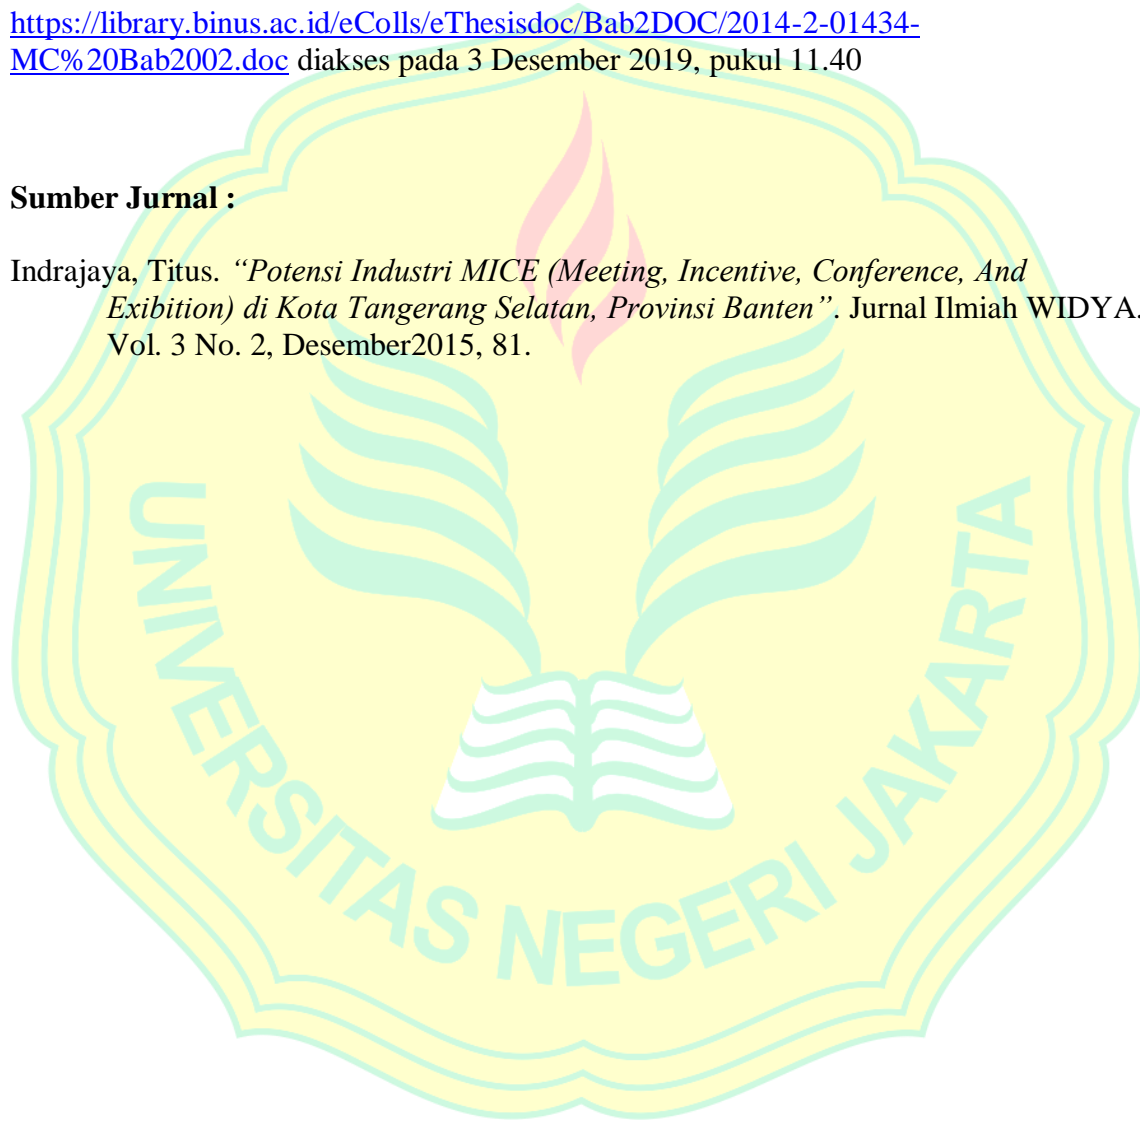 https://library.binus.ac.id/eColls/eThesisdoc/Bab2DOC/2014-2-01434-
MC%20Bab2002.doc diakses pada 3 Desember 2019, pukul 11.40
Sumber Jurnal :
Indrajaya, Titus. “Potensi Industri MICE (Meeting, Incentive, Conference, And
Exibition) di Kota Tangerang Selatan, Provinsi Banten”. Jurnal Ilmiah WIDYA.
Vol. 3 No. 2, Desember2015, 81.
UNIVERSITAS NEGERI JAKARTA